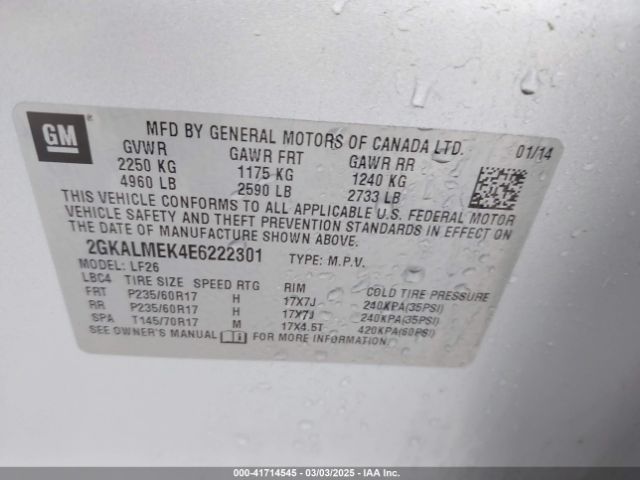 GM
®
MFD BY GENERAL MOTORS OF CANADA LTD. 01/14
GVWR GAWR FRT GAWR RR
2250 KG 1175 KG 1240 KG
4960 LB 2590 LB 2733 LB
THIS VEHICLE CONFORMS TO ALL APPLICABLE U.S. FEDERAL MOTOR
VEHICLE SAFETY AND THEFT PREVENTION STANDARDS IN EFFECT ON
THE DATE OF MANUFACTURE SHOWN ABOVE.
2GKALMEK4E6222301 TYPE: M.P.V.
MODEL: LF26
LBC4 TIRE SIZE SPEED RTG RIM COLD TIRE PRESSURE
FRT P235/60R17 H 17X7J 240KPA(35PSI)
RR P235/60R17 H 17X7J 240KPA(35PSI)
SPA T145/70R17 M 17X4.5T 420KPA(60PSI)
SEE OWNER'S MANUAL FOR MORE INFORMATION.
000-41714545 - 03/03/2025 - IAA Inc.